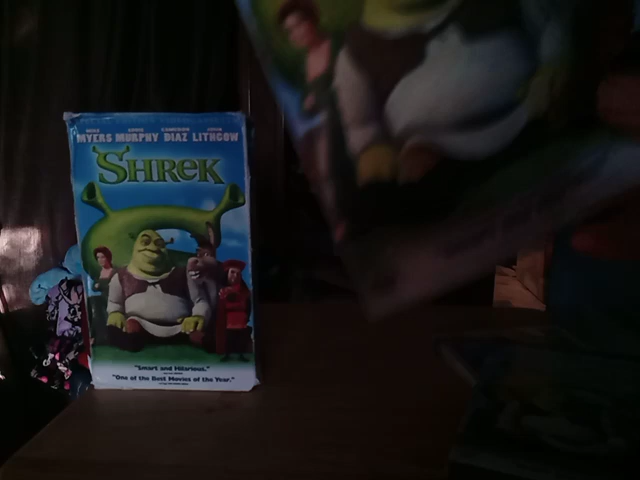 MYERS MURPHY DIAZ LITHGOW
SHREK
"Smart and Hilarious."
"One of the Best Movies of the Year."